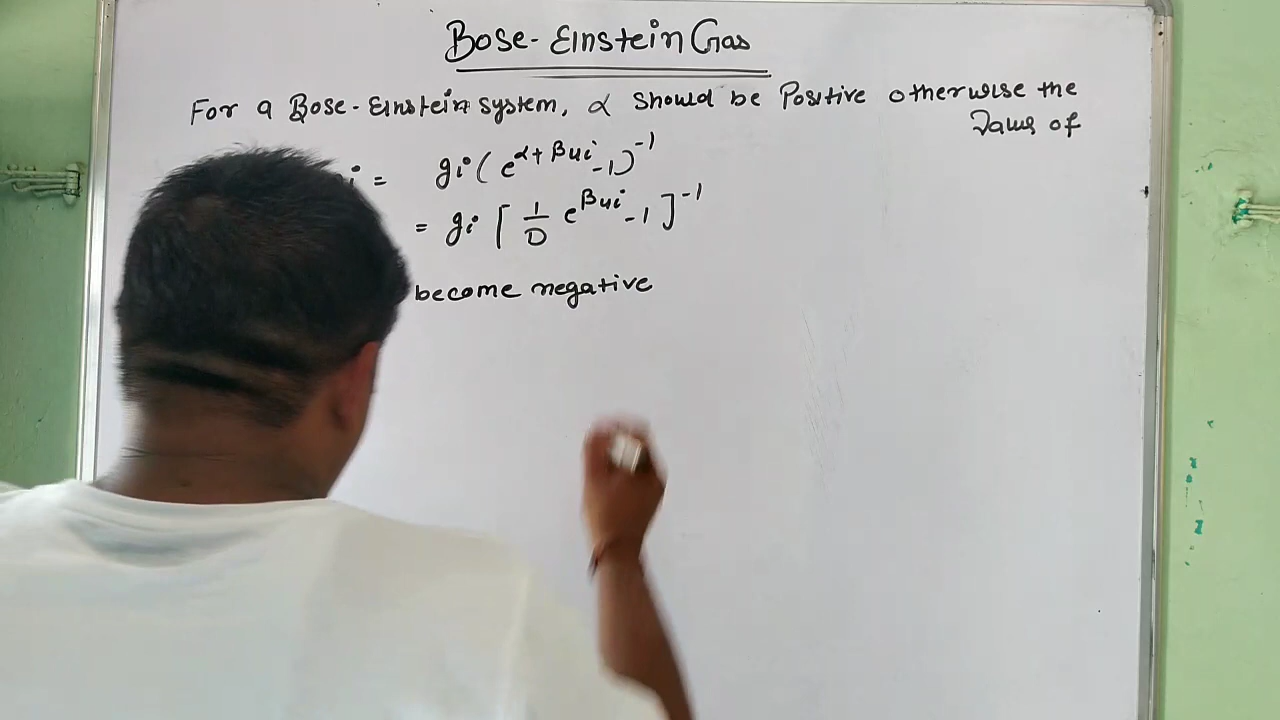 Bose-Einstein Gas
For a Bose-Einstein system, α should be Positive otherwise the
Value of
i = gi ( e^{α + βui} - 1 )^{-1}
= gi [ 1/D e^{βui} - 1 ]^{-1}
become negative